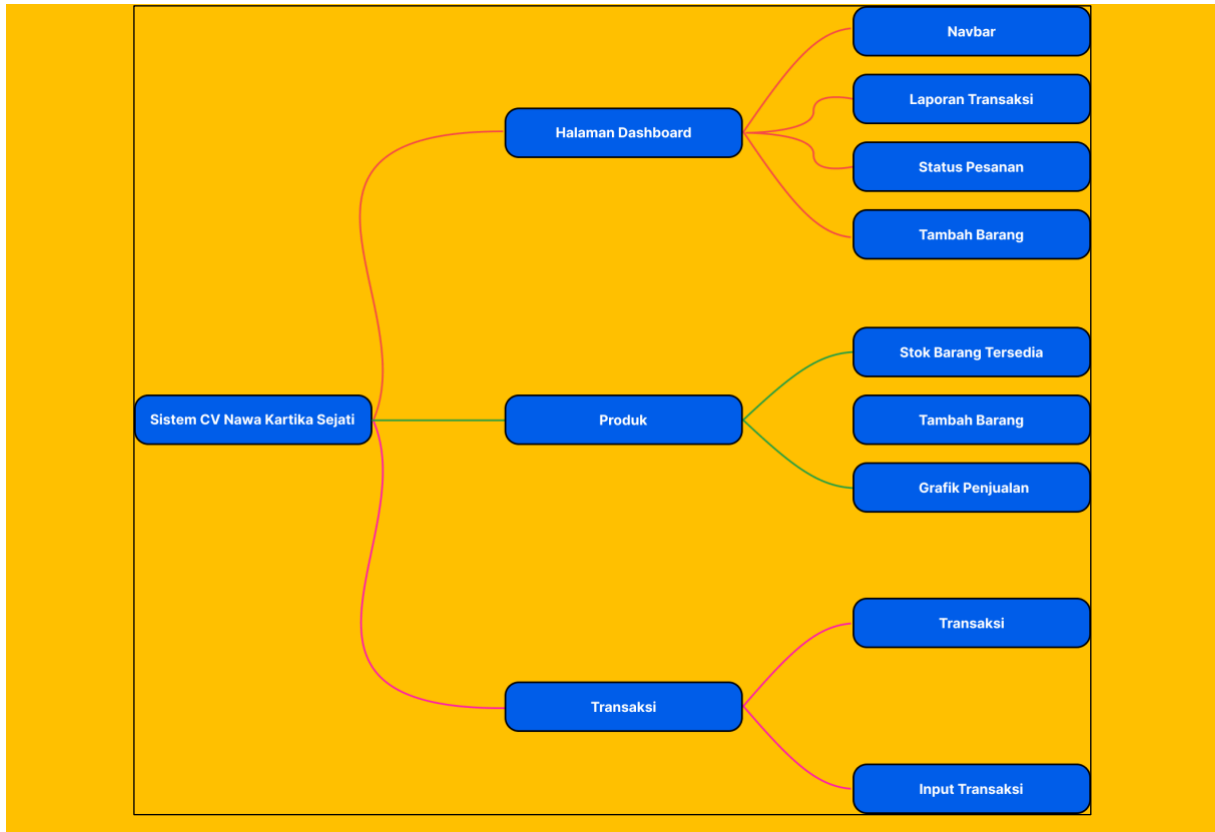 Navbar
Laporan Transaksi
Halaman Dashboard
Status Pesanan
Tambah Barang
Stok Barang Tersedia
Sistem CV Nawa Kartika Sejati
Produk
Tambah Barang
Grafik Penjualan
Transaksi
Transaksi
Input Transaksi